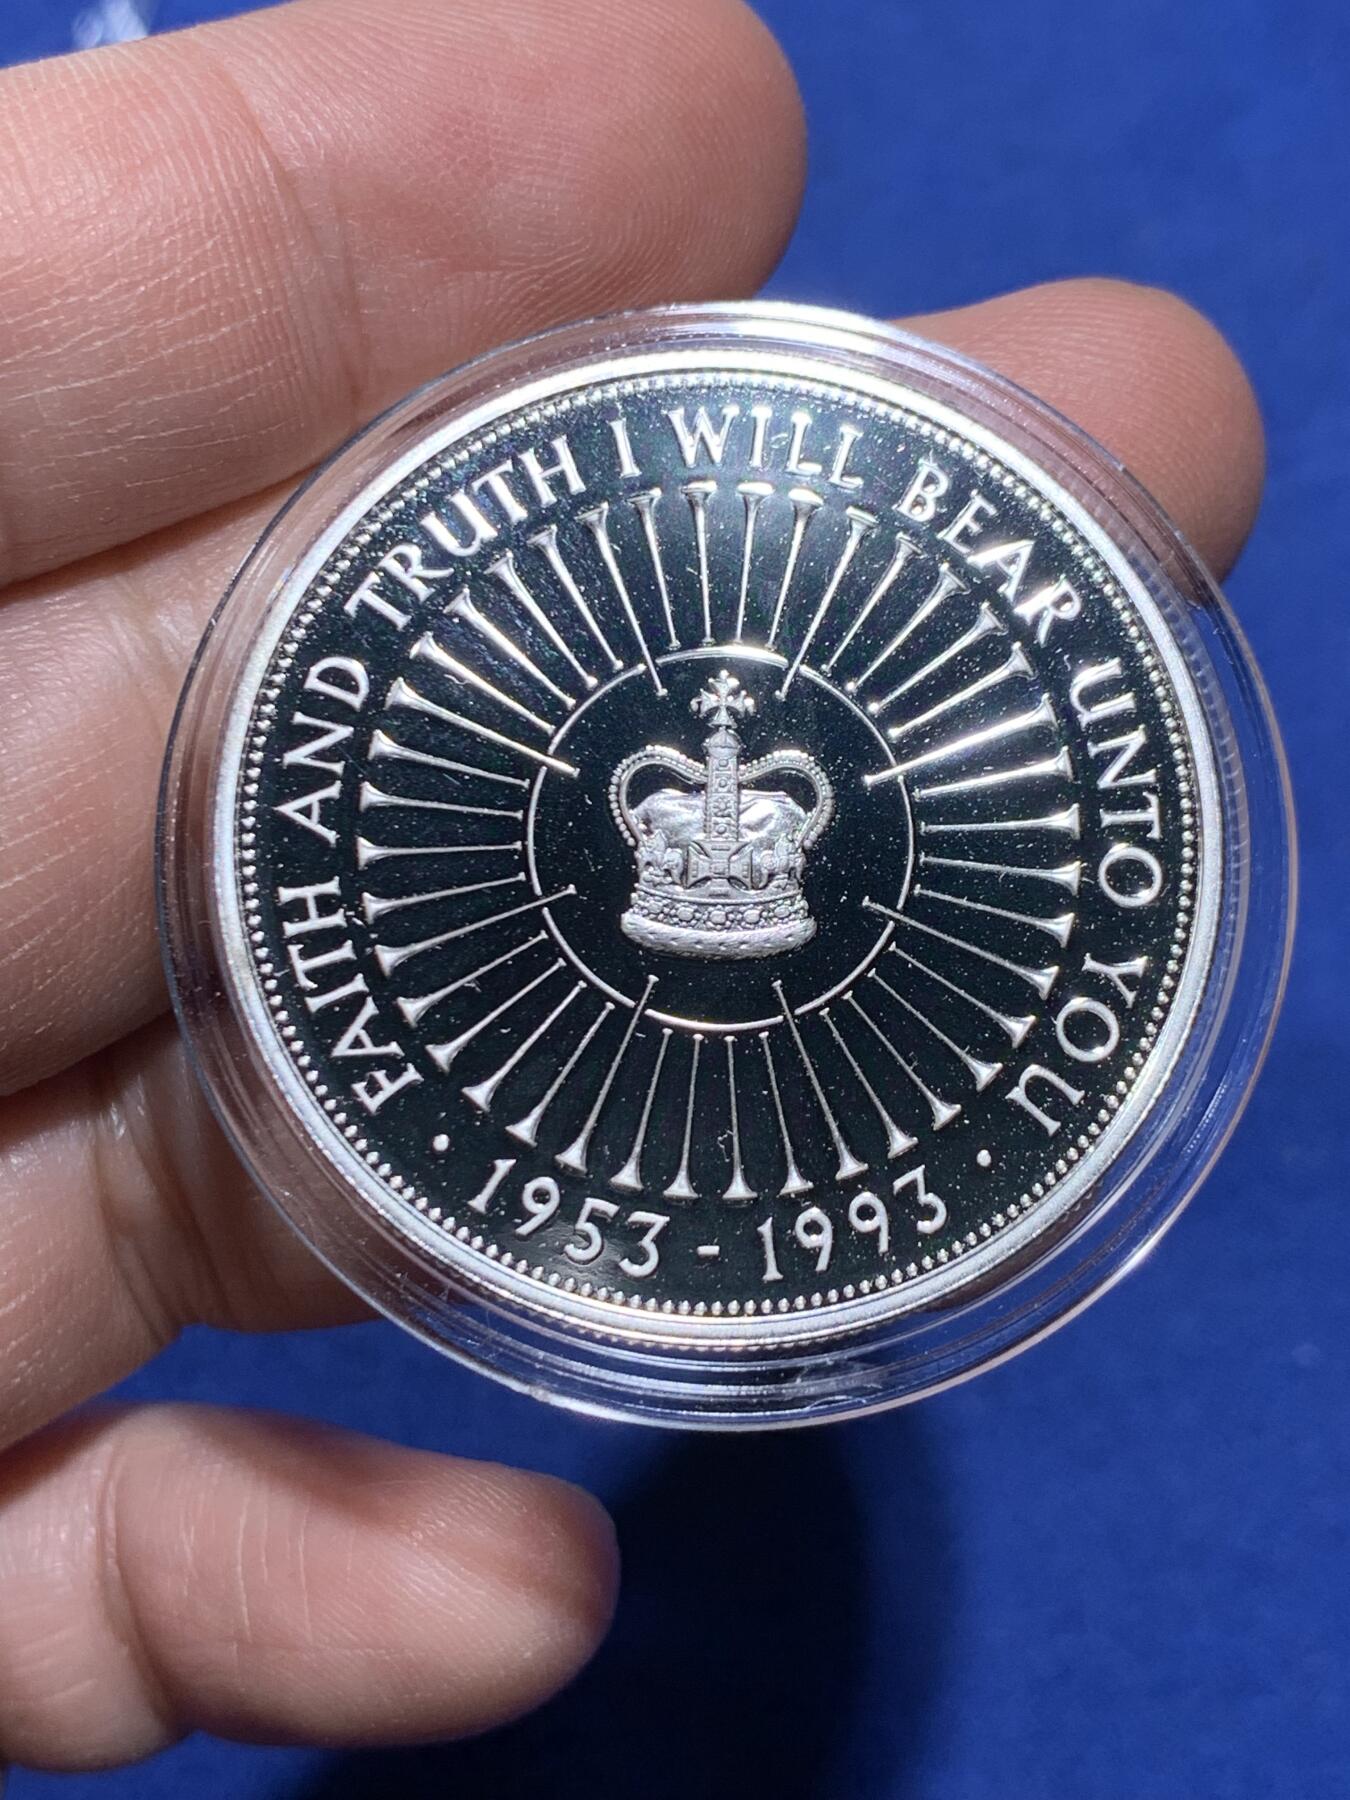 FAITH AND TRUTH I WILL BEAR UNTO YOU
· 1953 - 1993 ·